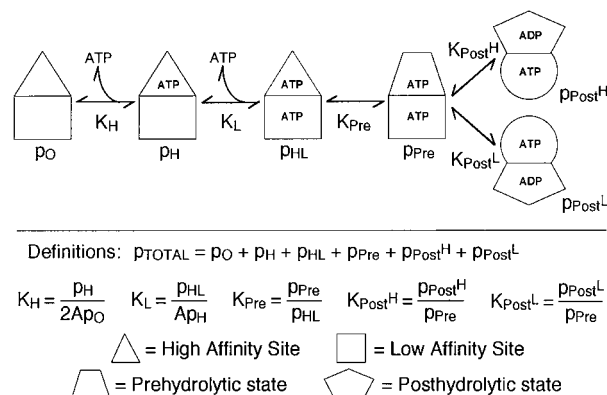 ATP
ATP
ATP
ATP
ATP
ATP
ADP
ATP
ATP
ADP
K_H
K_L
K_Pre
K_Post^H
K_Post^L
p_O
p_H
p_HL
p_Pre
p_Post^H
p_Post^L
Definitions: p_TOTAL = p_O + p_H + p_HL + p_Pre + p_Post^H + p_Post^L
K_H = p_H / 2Ap_O K_L = p_HL / Ap_H K_Pre = p_Pre / p_HL K_Post^H = p_Post^H / p_Pre K_Post^L = p_Post^L / p_Pre
= High Affinity Site = Low Affinity Site
= Prehydrolytic state = Posthydrolytic state